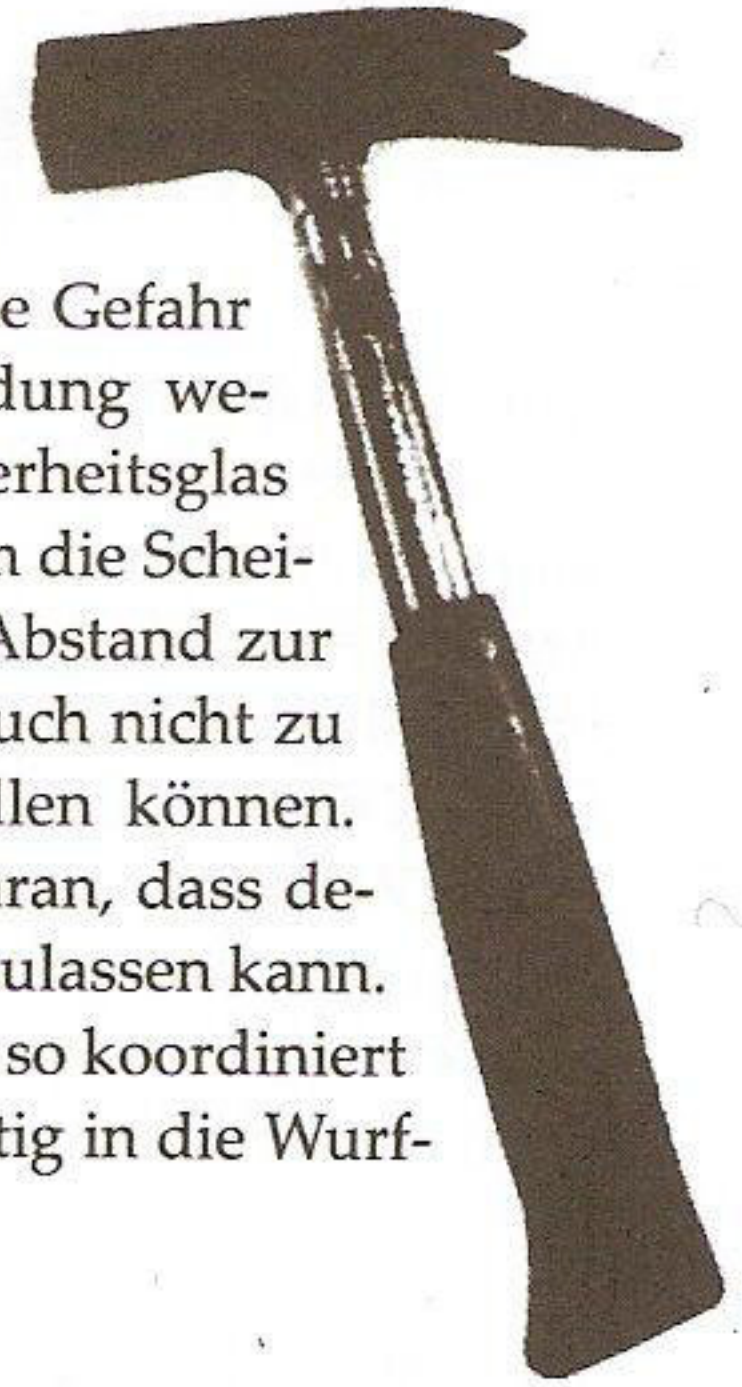 e Gefahr
dung we-
erheitsglas
n die Schei-
Abstand zur
uch nicht zu
llen können.
ran, dass de-
ulassen kann.
so koordiniert
tig in die Wurf-